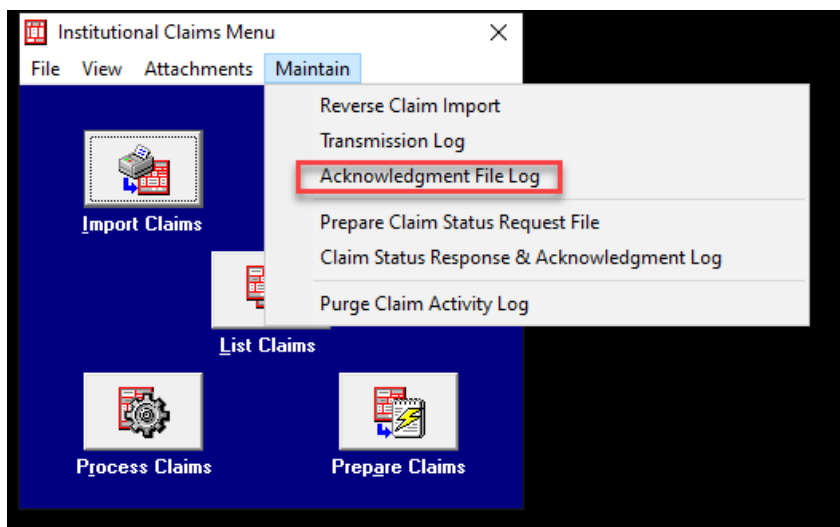 Institutional Claims Menu
File View Attachments Maintain
Reverse Claim Import
Transmission Log
Acknowledgment File Log
Prepare Claim Status Request File
Claim Status Response & Acknowledgment Log
Purge Claim Activity Log
Import Claims
List Claims
Process Claims
Prepare Claims